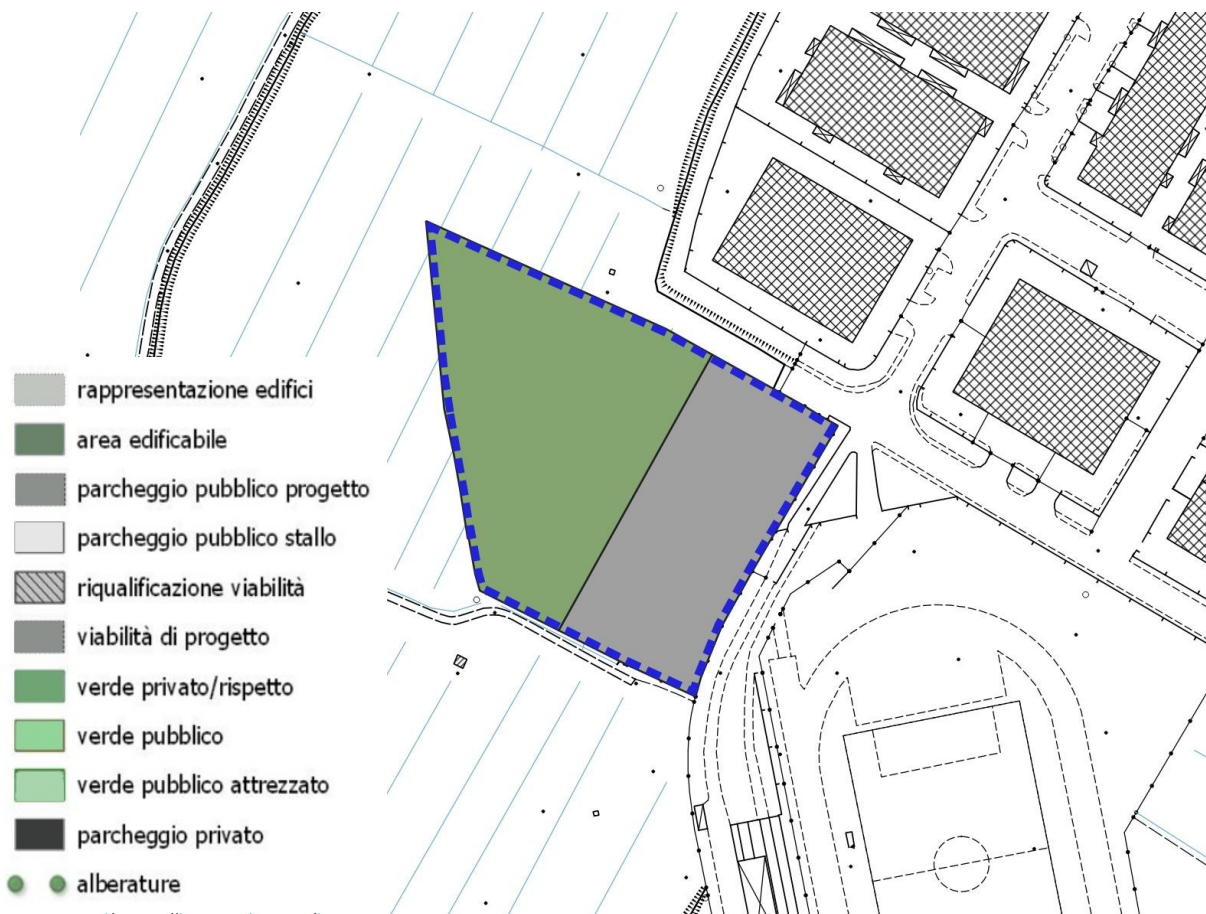 rappresentazione edifici
area edificabile
parcheggio pubblico progetto
parcheggio pubblico stallo
riqualificazione viabilità
viabilità di progetto
verde privato/rispetto
verde pubblico
verde pubblico attrezzato
parcheggio privato
alberature